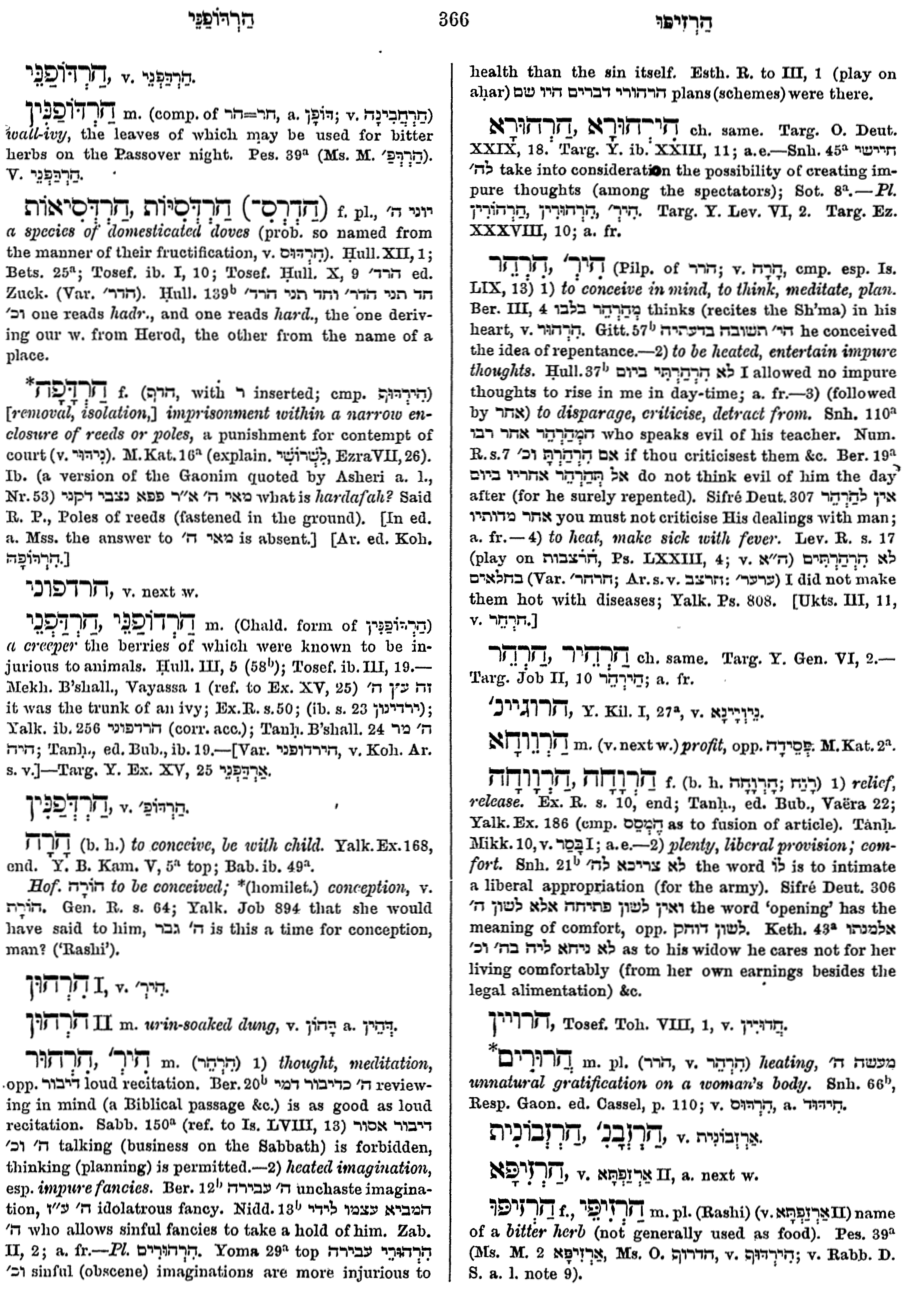 הַרְדּוֹפַנֵּי 366 הַרְזִיפוּ
הַרְדּוֹפַנֵּי, v. הַרְדְּפְנֵי.
הַרְדּוֹפַנִּין m. (comp. of חר=הר, a. דּוֹפֶן; v. הַרְחֲבִינָה)
wall-ivy, the leaves of which may be used for bitter
herbs on the Passover night. Pes. 39ᵃ (Ms. M. הַרְדְּפ׳).
V. הַרְדַּפְנֵי.
הַרְדְּסִיּוֹת, הַרְדְּסִיאוֹת (הַדְרְס־) f. pl., יוני ה׳
a species of domesticated doves (prob. so named from
the manner of their fructification, v. הַרְדּוּס). Ḥull. XII, 1;
Bets. 25ᵃ; Tosef. ib. I, 10; Tosef. Ḥull. X, 9 הרד׳ ed.
Zuck. (Var. הדר׳). Ḥull. 139ᵇ חד תני הדר׳ וחד תני הרד׳
וכ׳ one reads hadr., and one reads hard., the one deriv-
ing our w. from Herod, the other from the name of a
place.
*הַרְדָּפָה f. (הדף, with ר inserted; cmp. הִירְדּוּף)
[removal, isolation,] imprisonment within a narrow en-
closure of reeds or poles, a punishment for contempt of
court (v. נִידּוּי). M. Kat. 16ᵃ (explain. לִשְׁרוֹשִׁי, Ezra VII, 26).
Ib. (a version of the Gaonim quoted by Asheri a. l.,
Nr. 53) מאי ה׳ א״ר פפא נצבי דקני what is hardafah? Said
R. P., Poles of reeds (fastened in the ground). [In ed.
a. Mss. the answer to מאי ה׳ is absent.] [Ar. ed. Koh.
הַרְדּוֹפָה.]
הרדפוני, v. next w.
הַרְדַּפְנֵי, הַרְדּוֹפַנֵּי m. (Chald. form of הַרְדּוֹפַנִּין)
a creeper the berries of which were known to be in-
jurious to animals. Ḥull. III, 5 (58ᵇ); Tosef. ib. III, 19.—
Mekh. B'shall., Vayassa 1 (ref. to Ex. XV, 25) זה עץ ה׳
it was the trunk of an ivy; Ex. R. s. 50; (ib. s. 23 ירדינון);
Yalk. ib. 256 הרדפוני (corr. acc.); Tanḥ. B'shall. 24 ה׳ מר
היה; Tanḥ., ed. Bub., ib. 19.—[Var. הירדופני, v. Koh. Ar.
s. v.]—Targ. Y. Ex. XV, 25 אַרְדַּפְנֵי.
הַרְדַּפְנִין, v. הַרְדּוֹפ׳.
הָרָה (b. h.) to conceive, be with child. Yalk. Ex. 168,
end. Y. B. Kam. V, 5ᵃ top; Bab. ib. 49ᵃ.
Hof. הוֹרָה to be conceived; *(homilet.) conception, v.
הוֹרָה. Gen. R. s. 64; Yalk. Job 894 that she would
have said to him, ה׳ גבר is this a time for conception,
man? ('Rashi').
הִרְהוּן I, v. הִיר׳.
הִרְהוּן II m. urin-soaked dung, v. דָּהוֹן a. דְּהֵין.
הִרְהוּר, הִיר׳ m. (הִרְהֵר) 1) thought, meditation,
opp. דיבור loud recitation. Ber. 20ᵇ ה׳ כדיבור דמי review-
ing in mind (a Biblical passage &c.) is as good as loud
recitation. Sabb. 150ᵃ (ref. to Is. LVIII, 13) דיבור אסור
ה׳ וכ׳ talking (business on the Sabbath) is forbidden,
thinking (planning) is permitted.—2) heated imagination,
esp. impure fancies. Ber. 12ᵇ ה׳ עבירה unchaste imagina-
tion, ה׳ ע״ז idolatrous fancy. Nidd. 13ᵇ המביא עצמו לידי
ה׳ who allows sinful fancies to take a hold of him. Zab.
II, 2; a. fr.—Pl. הִרְהוּרִים. Yoma 29ᵃ top הִרְהוּרֵי עבירה
וכ׳ sinful (obscene) imaginations are more injurious to
health than the sin itself. Esth. R. to III, 1 (play on
aḥar) הרהורי דברים היו שם plans (schemes) were there.
הִרְהוּרָא, הִירְהוּרָא ch. same. Targ. O. Deut.
XXIX, 18. Targ. Y. ib. XXIII, 11; a. e.—Snh. 45ᵃ חיישי׳
לה׳ take into consideration the possibility of creating im-
pure thoughts (among the spectators); Sot. 8ᵃ.—Pl.
הִרְהוֹרִין, הִרְהוּרִין, הִיר׳. Targ. Y. Lev. VI, 2. Targ. Ez.
XXXVIII, 10; a. fr.
הִרְהֵר, הִיר׳ (Pilp. of הרר; v. הָרָה, cmp. esp. Is.
LIX, 13) 1) to conceive in mind, to think, meditate, plan.
Ber. III, 4 מְהַרְהֵר בלבו thinks (recites the Sh'ma) in his
heart, v. הִרְהוּר. Gitt. 57ᵇ הי׳ תשובה בדעתיה he conceived
the idea of repentance.—2) to be heated, entertain impure
thoughts. Ḥull. 37ᵇ לא הִרְהַרְתִּי ביום I allowed no impure
thoughts to rise in me in day-time; a. fr.—3) (followed
by אחר) to disparage, criticise, detract from. Snh. 110ᵃ
המְהַרְהֵר אחר רבו who speaks evil of his teacher. Num.
R. s. 7 אם הִרְהַרְתָּ וכ׳ if thou criticisest them &c. Ber. 19ᵃ
אל תְּהַרְהֵר אחריו ביום do not think evil of him the day
after (for he surely repented). Sifré Deut. 307 אין לְהַרְהֵר
אחר מדותיו you must not criticise His dealings with man;
a. fr.—4) to heat, make sick with fever. Lev. R. s. 17
(play on חרצבות, Ps. LXXIII, 4; v. ה״א) לא הִרְהַרְתִּים
בחלאים (Var. חרחר׳; Ar. s. v. חרצב: ערער׳) I did not make
them hot with diseases; Yalk. Ps. 808. [Ukts. III, 11,
v. חִרְחֵר.]
הַרְהֵר, הַרְהֵיר ch. same. Targ. Y. Gen. VI, 2.—
Targ. Job II, 10 הִירְהֵר; a. fr.
הרוגיינ׳, Y. Kil. I, 27ᵃ, v. גִּיזְיָינָא.
הַרְוָוחָא m. (v. next w.) profit, opp. פְּסֵידָה. M. Kat. 2ᵃ.
הַרְוָחָה, הַרְוָוחָה f. (b. h. הַרְוָחָה; רָוַח) 1) relief,
release. Ex. R. s. 10, end; Tanḥ., ed. Bub., Vaëra 22;
Yalk. Ex. 186 (cmp. הֶמְסֵס as to fusion of article). Tanḥ.
Mikk. 10, v. בָּסַר I; a. e.—2) plenty, liberal provision; com-
fort. Snh. 21ᵇ לא צריכא לה׳ the word לוֹ is to intimate
a liberal appropriation (for the army). Sifré Deut. 306
ואין לשון פתיחה אלא לשון ה׳ the word 'opening' has the
meaning of comfort, opp. לשון דוחק. Keth. 43ᵃ אלמנתו
לא ניחא ליה בה׳ וכ׳ as to his widow he cares not for her
living comfortably (from her own earnings besides the
legal alimentation) &c.
הרויין, Tosef. Toh. VIII, 1, v. חֲדוּיִן.
*הֲרוּרִים m. pl. (הרר, v. הִרְהֵר) heating, מעשה ה׳
unnatural gratification on a woman's body. Snh. 66ᵇ,
Resp. Gaon. ed. Cassel, p. 110; v. הִרְדּוּס, a. חִידּוּד.
הַרְזְבָנִ׳, הַרְזְבוֹנִית, v. אַרְזְבוֹנִית.
הַרְזִיפָּא, v. אַרְזַפְתָּא II, a. next w.
הַרְזִיפוּ f., הַרְזִיפֵי m. pl. (Rashi) (v. אַרְזַפְתָּא II) name
of a bitter herb (not generally used as food). Pes. 39ᵃ
(Ms. M. 2 אַרְזִיפָא, Ms. O. הדרוף, v. הִירְדּוּף; v. Rabb. D.
S. a. l. note 9).